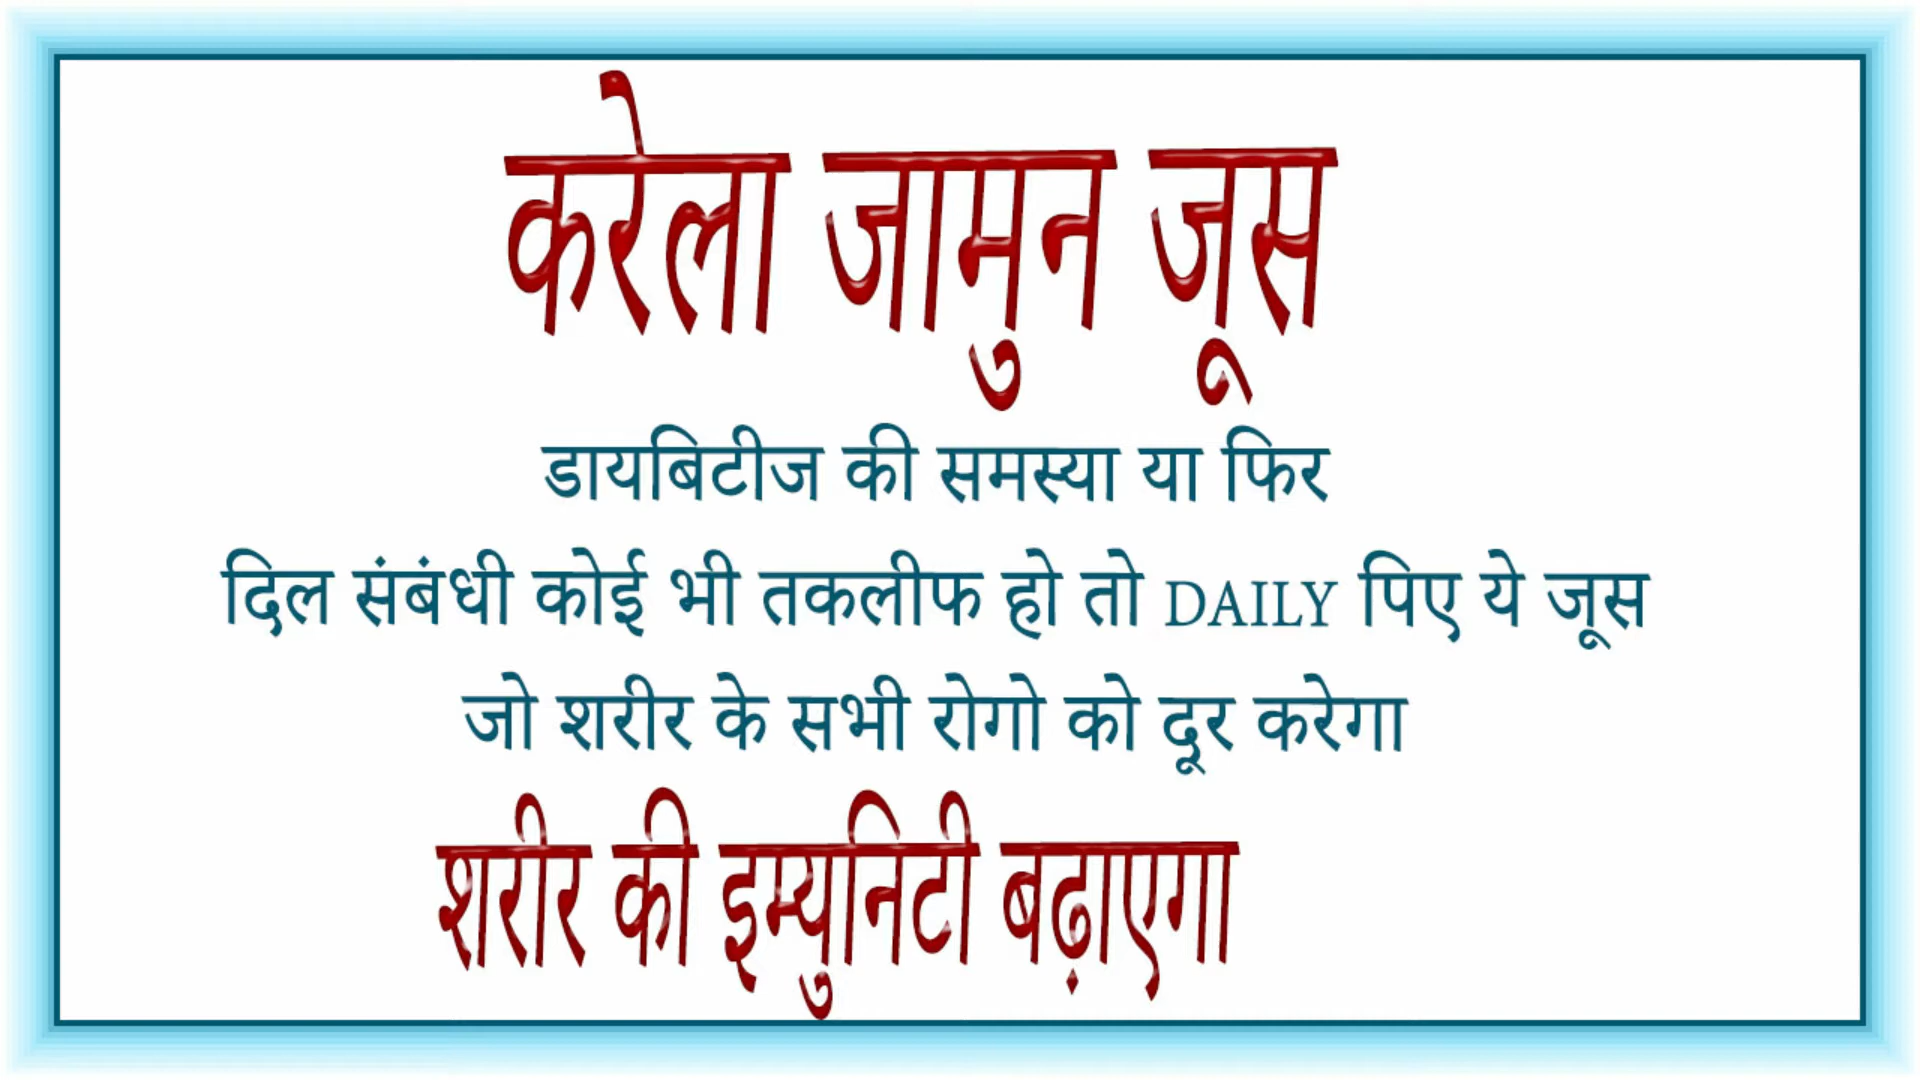 करेला जामुन जूस
डायबिटीज की समस्या या फिर
दिल संबंधी कोई भी तकलीफ हो तो DAILY पिए ये जूस
जो शरीर के सभी रोगो को दूर करेगा
शरीर की इम्युनिटी बढ़ाएगा